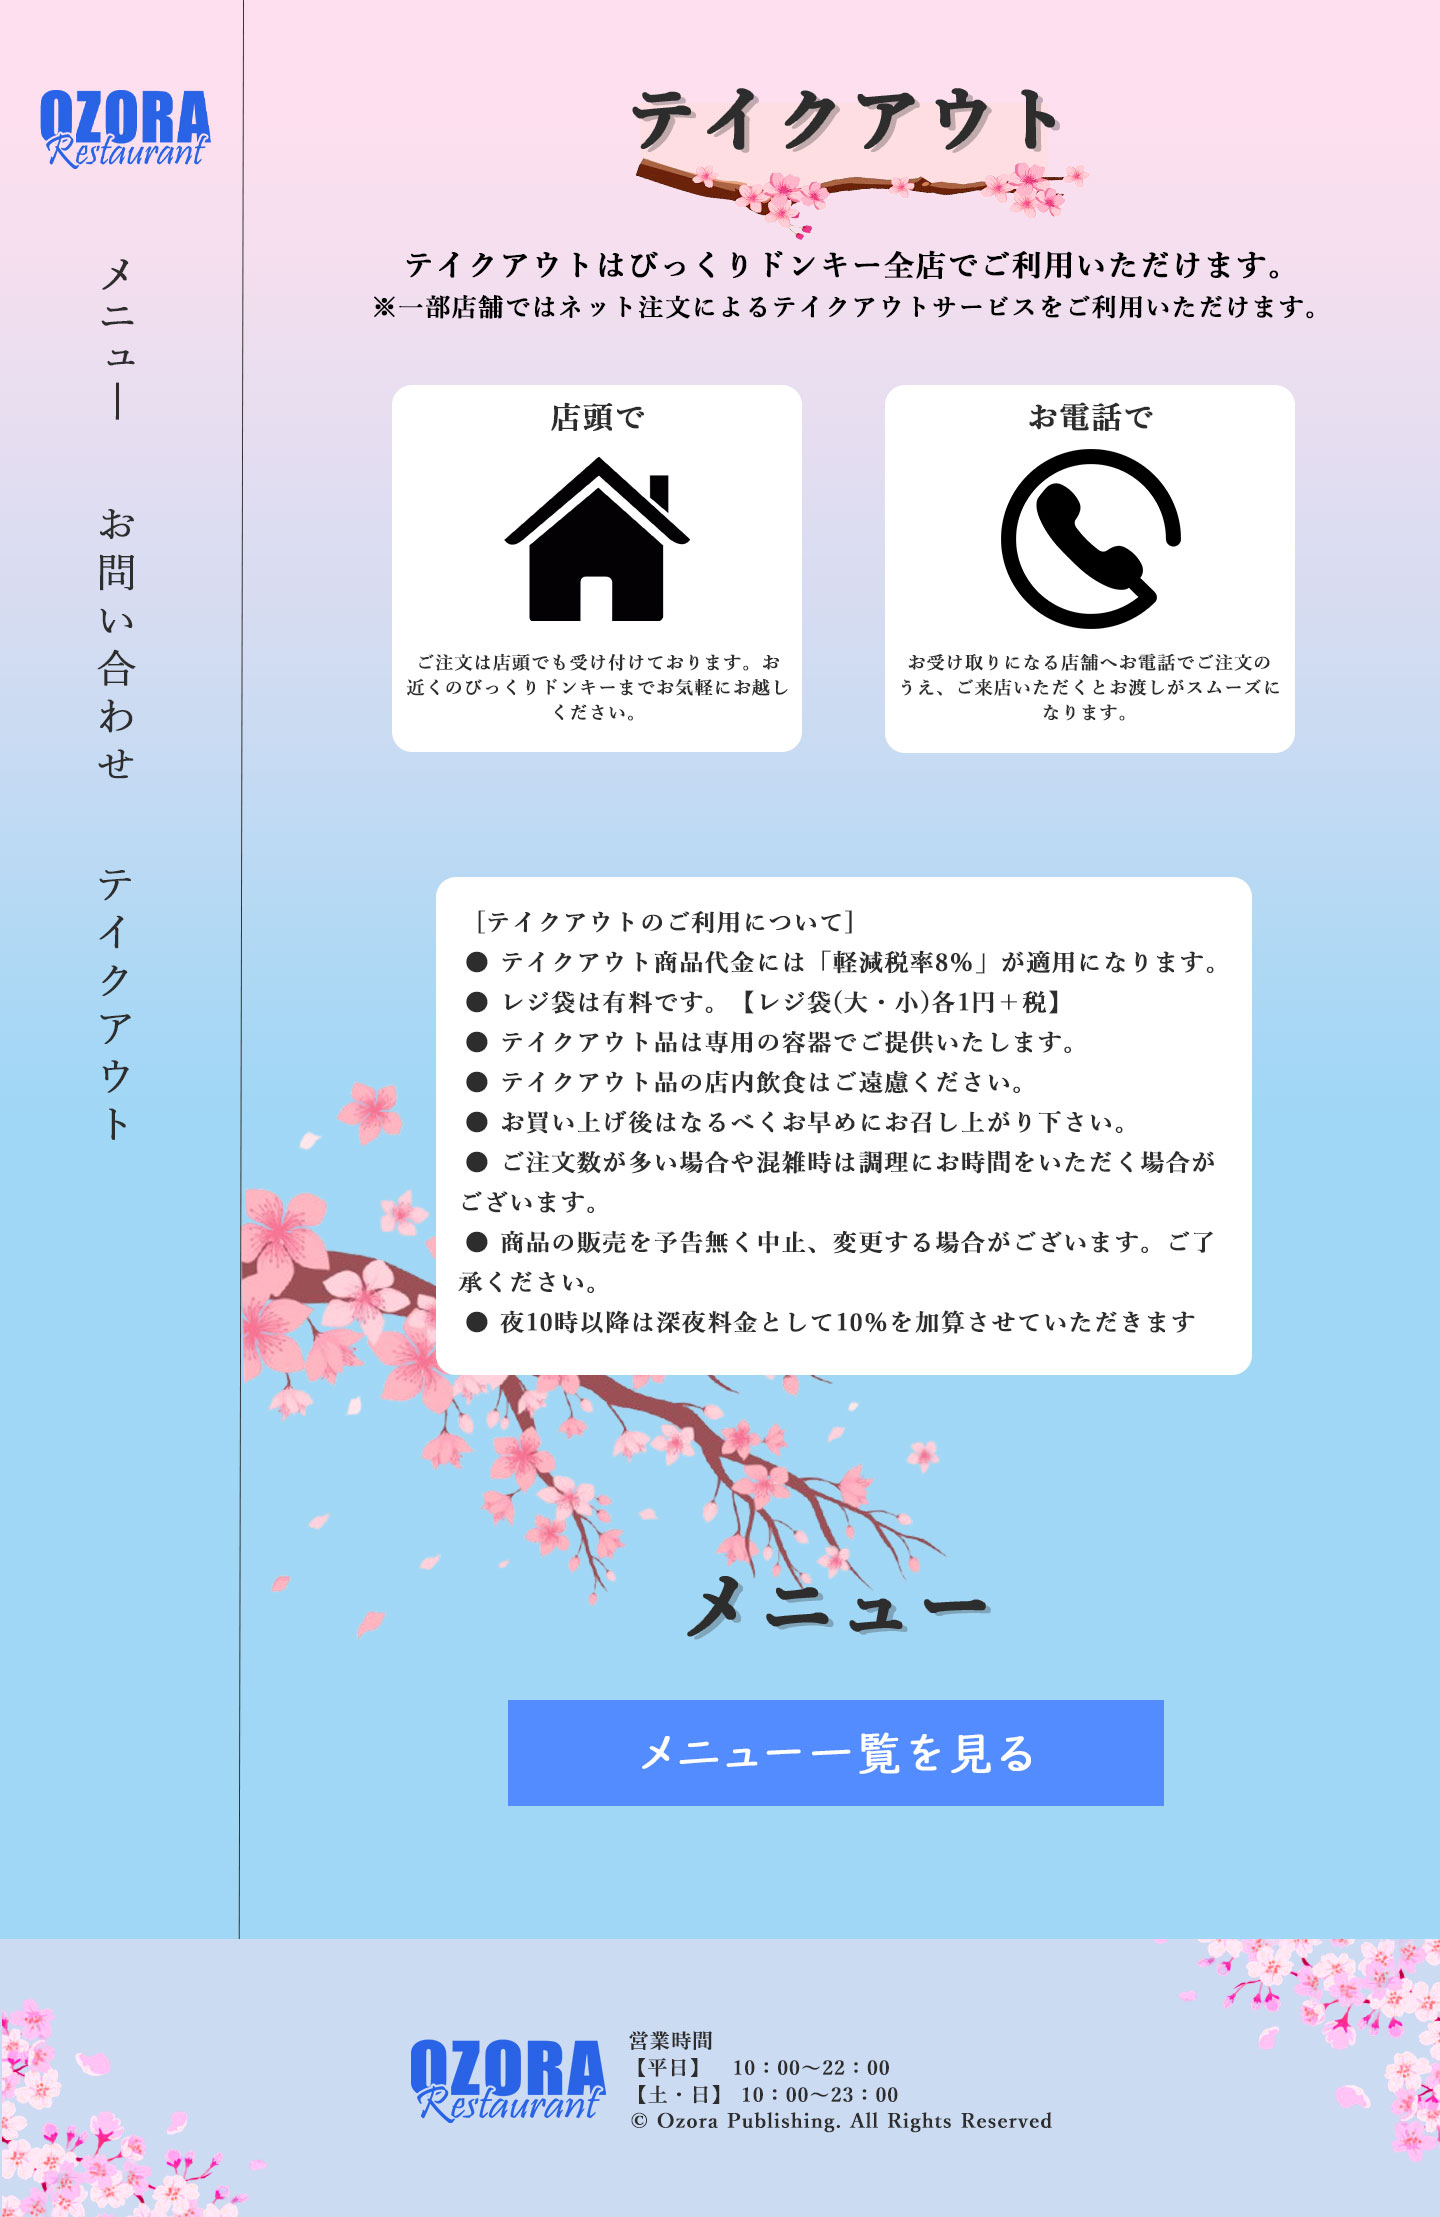 OZORA
Restaurant
メニュー
お問い合わせ
テイクアウト
テイクアウト
テイクアウトはびっくりドンキー全店でご利用いただけます。
※一部店舗ではネット注文によるテイクアウトサービスをご利用いただけます。
店頭で
ご注文は店頭でも受け付けております。お
近くのびっくりドンキーまでお気軽にお越し
ください。
お電話で
お受け取りになる店舗へお電話でご注文の
うえ、ご来店いただくとお渡しがスムーズに
なります。
［テイクアウトのご利用について］
● テイクアウト商品代金には「軽減税率8%」が適用になります。
● レジ袋は有料です。【レジ袋(大・小)各1円＋税】
● テイクアウト品は専用の容器でご提供いたします。
● テイクアウト品の店内飲食はご遠慮ください。
● お買い上げ後はなるべくお早めにお召し上がり下さい。
● ご注文数が多い場合や混雑時は調理にお時間をいただく場合が
ございます。
● 商品の販売を予告無く中止、変更する場合がございます。ご了
承ください。
● 夜10時以降は深夜料金として10%を加算させていただきます
メニュー
メニュー一覧を見る
OZORA
Restaurant
営業時間
【平日】　10：00〜22：00
【土・日】 10：00〜23：00
© Ozora Publishing. All Rights Reserved